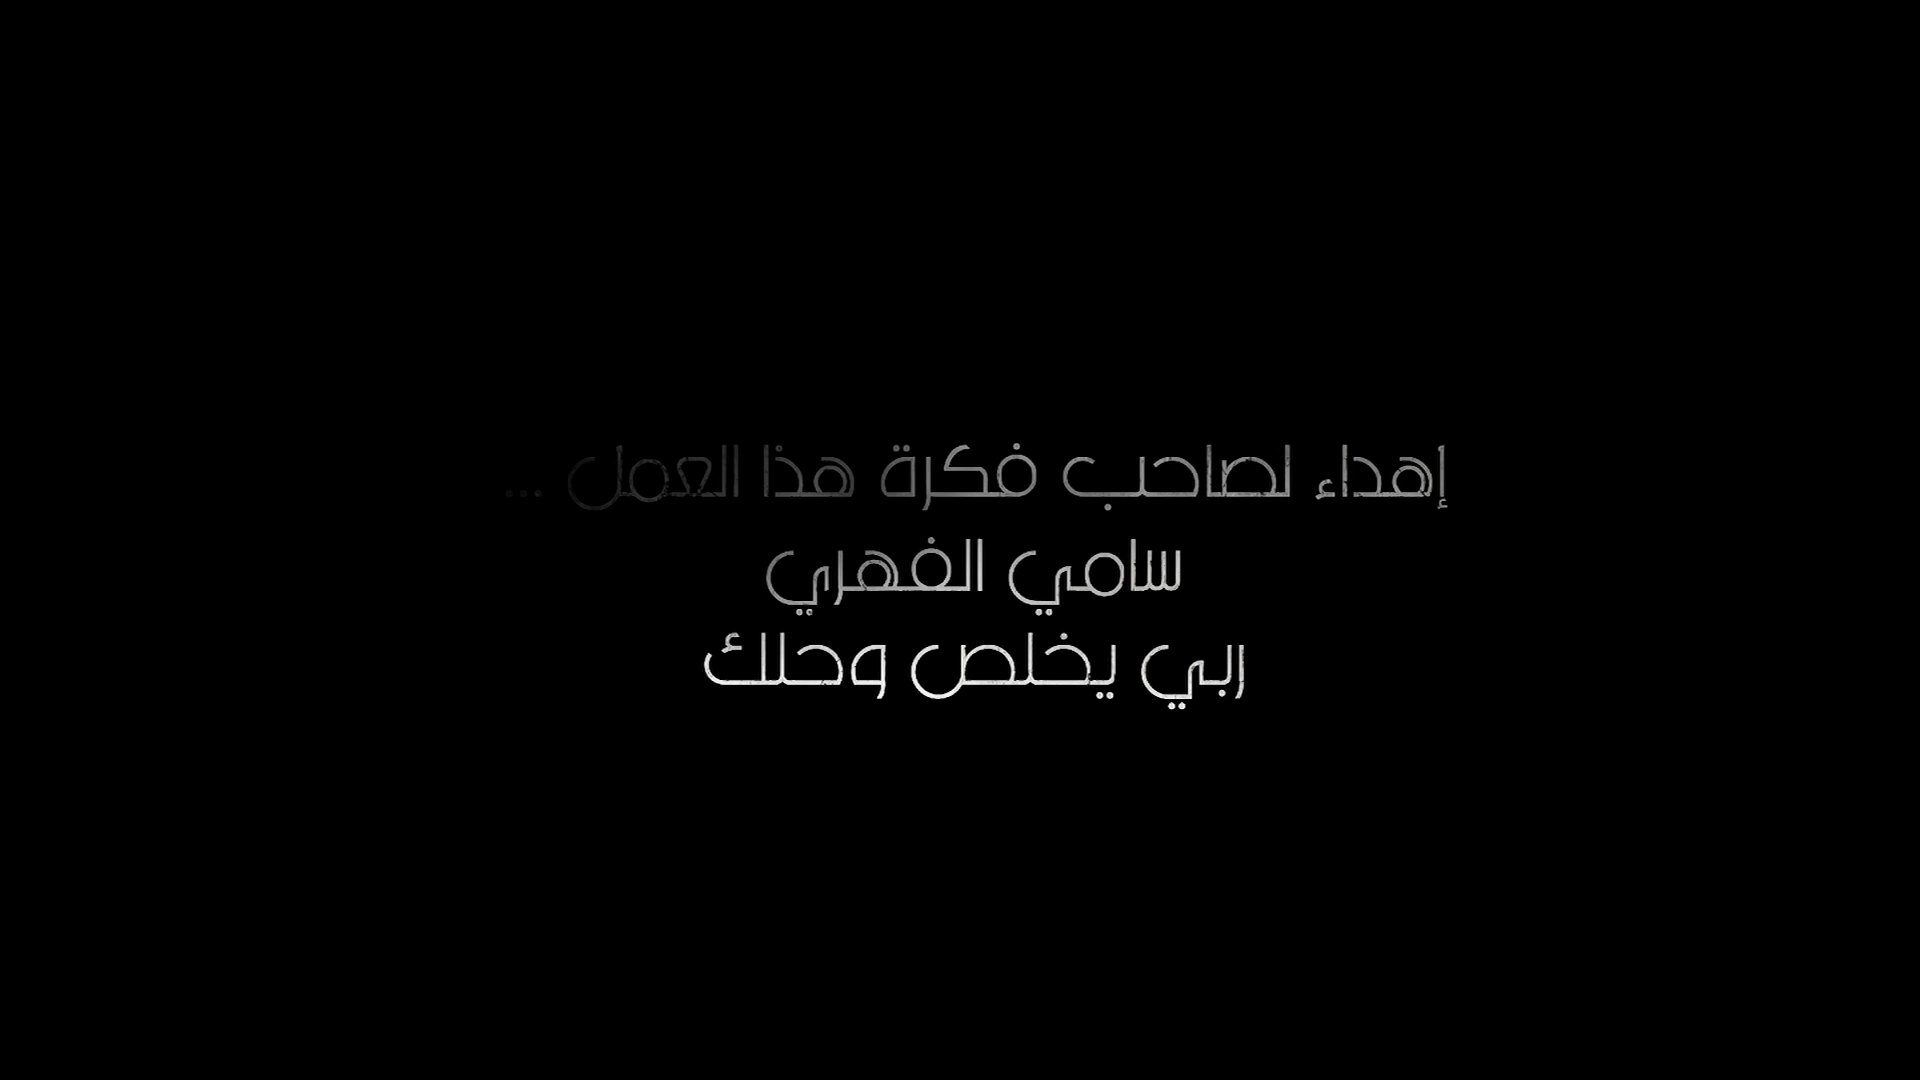 إهداء لصاحب فكرة هذا العمل ...
سامي الفهري
ربي يخلص وحلك